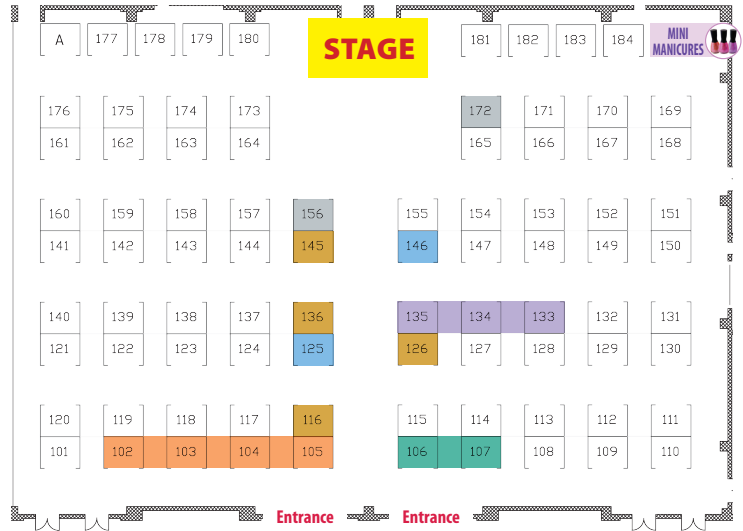 A 177 178 179 180 STAGE 181 182 183 184 MINI
MANICURES
176 175 174 173 172 171 170 169
161 162 163 164 165 166 167 168
160 159 158 157 156 155 154 153 152 151
141 142 143 144 145 146 147 148 149 150
140 139 138 137 136 135 134 133 132 131
121 122 123 124 125 126 127 128 129 130
120 119 118 117 116 115 114 113 112 111
101 102 103 104 105 106 107 108 109 110
Entrance Entrance